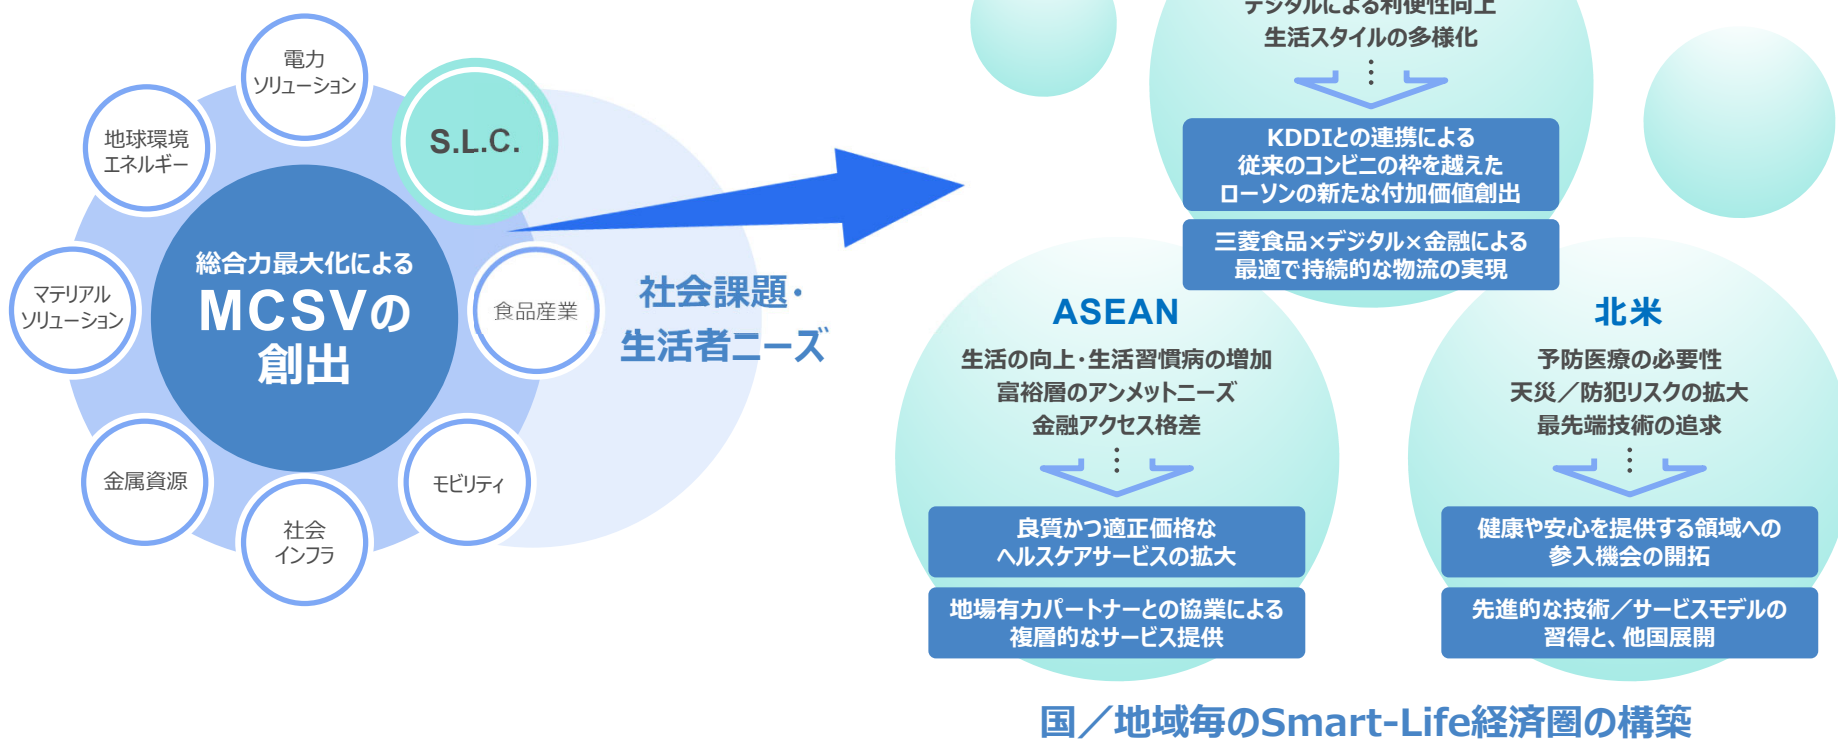 電力
ソリューション
地球環境
エネルギー
S.L.C.
マテリアル
ソリューション
総合力最大化による
MCSVの
創出
食品産業
金属資源
社会
インフラ
モビリティ
社会課題・
生活者ニーズ
デジタルによる利便性向上
生活スタイルの多様化
KDDIとの連携による
従来のコンビニの枠を越えた
ローソンの新たな付加価値創出
三菱食品×デジタル×金融による
最適で持続的な物流の実現
ASEAN
生活の向上・生活習慣病の増加
富裕層のアンメットニーズ
金融アクセス格差
良質かつ適正価格な
ヘルスケアサービスの拡大
地場有力パートナーとの協業による
複層的なサービス提供
北米
予防医療の必要性
天災／防犯リスクの拡大
最先端技術の追求
健康や安心を提供する領域への
参入機会の開拓
先進的な技術／サービスモデルの
習得と、他国展開
国／地域毎のSmart-Life経済圏の構築